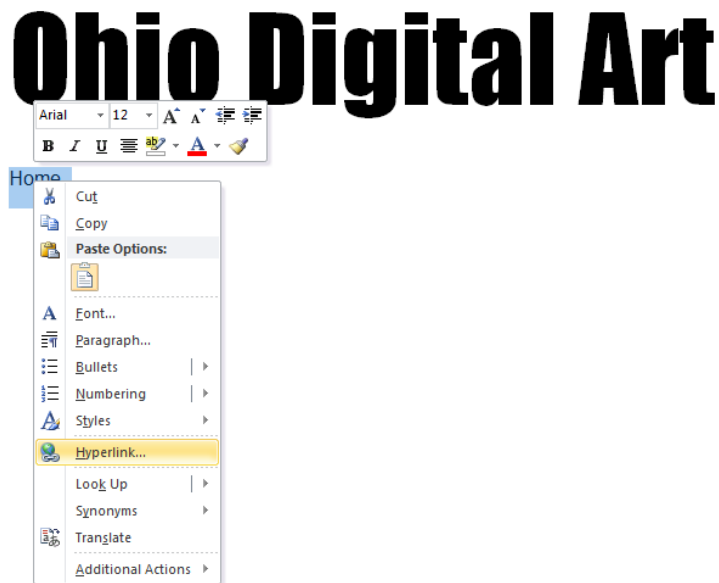 Ohio Digital Art
Arial 12 A A
B I U ab A
Home
Cut
Copy
Paste Options:
A Font...
Paragraph...
Bullets
Numbering
A Styles
Hyperlink...
Look Up
Synonyms
Translate
Additional Actions